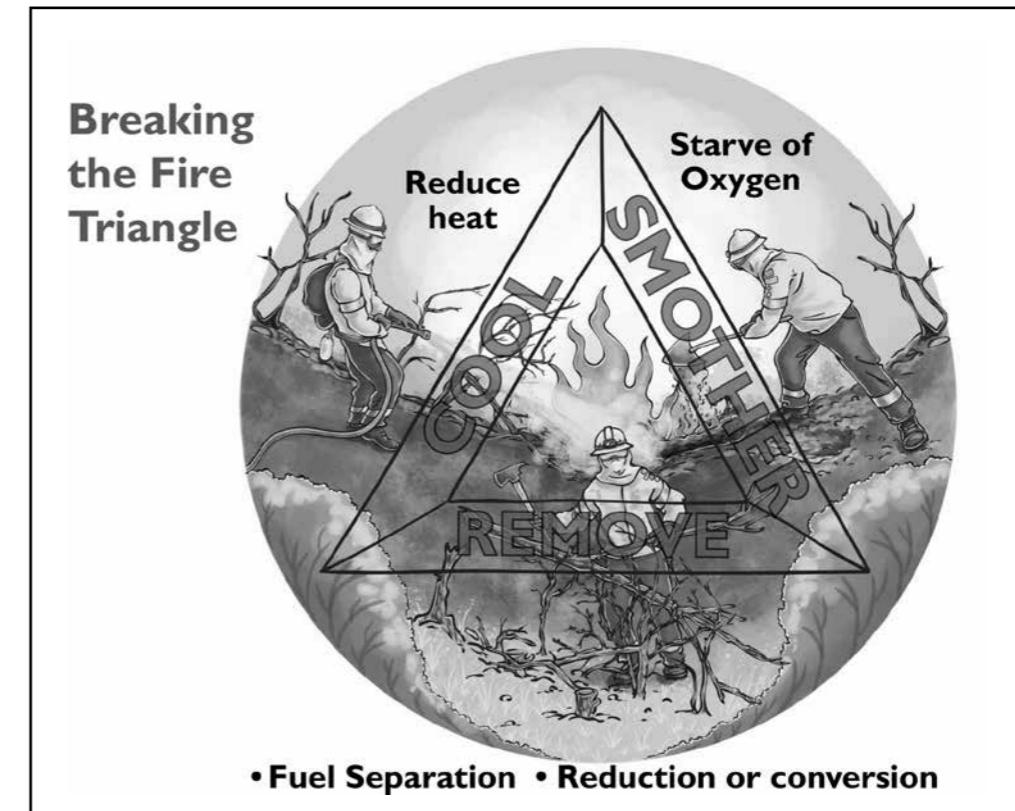 Breaking
the Fire
Triangle
Reduce
heat
Starve of
Oxygen
COOL
SMOTHER
REMOVE
• Fuel Separation • Reduction or conversion